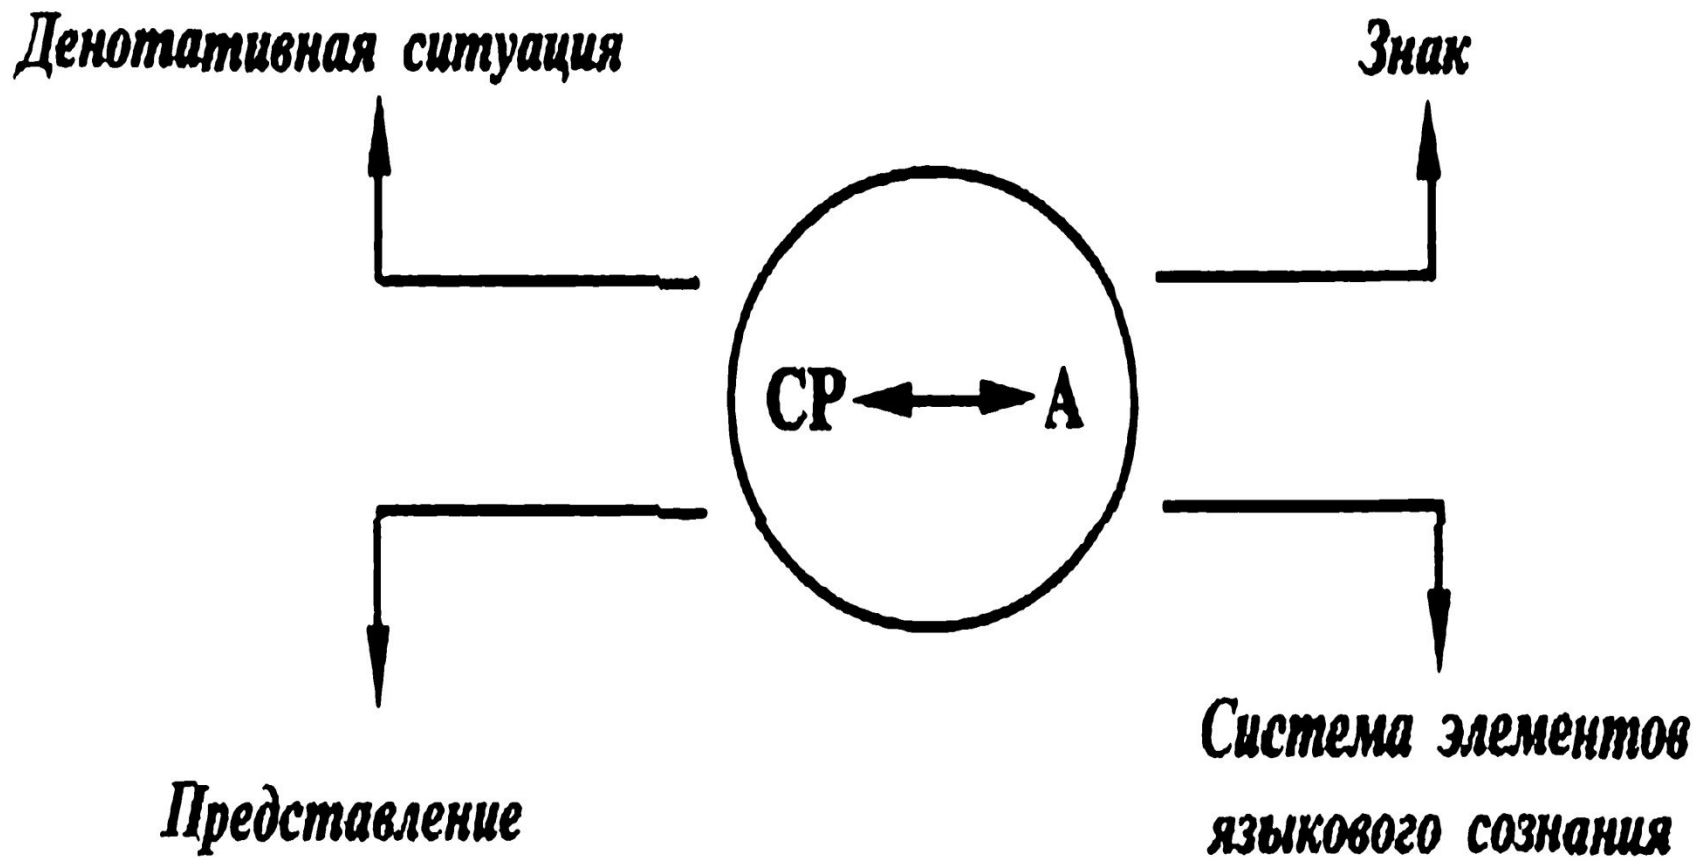 Денотативная ситуация
Знак
СР А
Представление
Система элементов
языкового сознания